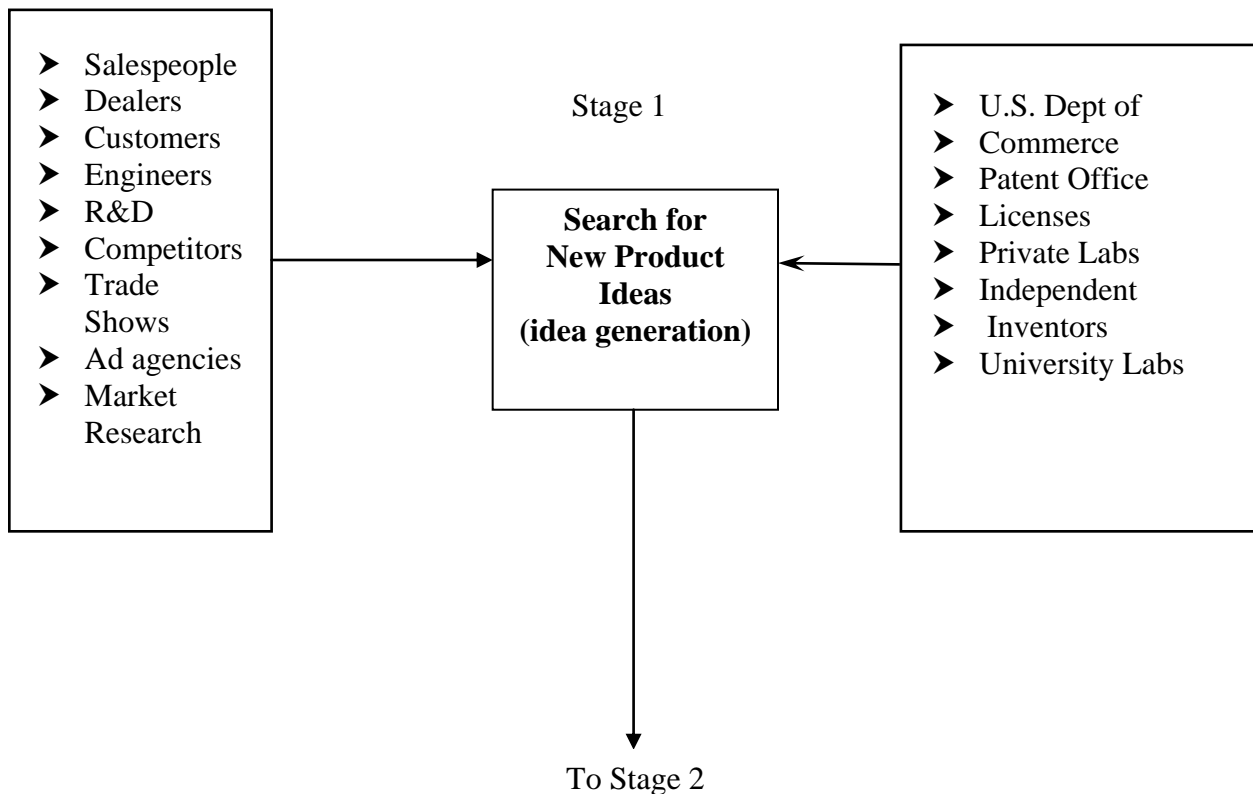 ➤ Salespeople
➤ Dealers
➤ Customers
➤ Engineers
➤ R&D
➤ Competitors
➤ Trade
Shows
➤ Ad agencies
➤ Market
Research
Stage 1
Search for
New Product
Ideas
(idea generation)
➤ U.S. Dept of
➤ Commerce
➤ Patent Office
➤ Licenses
➤ Private Labs
➤ Independent
➤ Inventors
➤ University Labs
To Stage 2